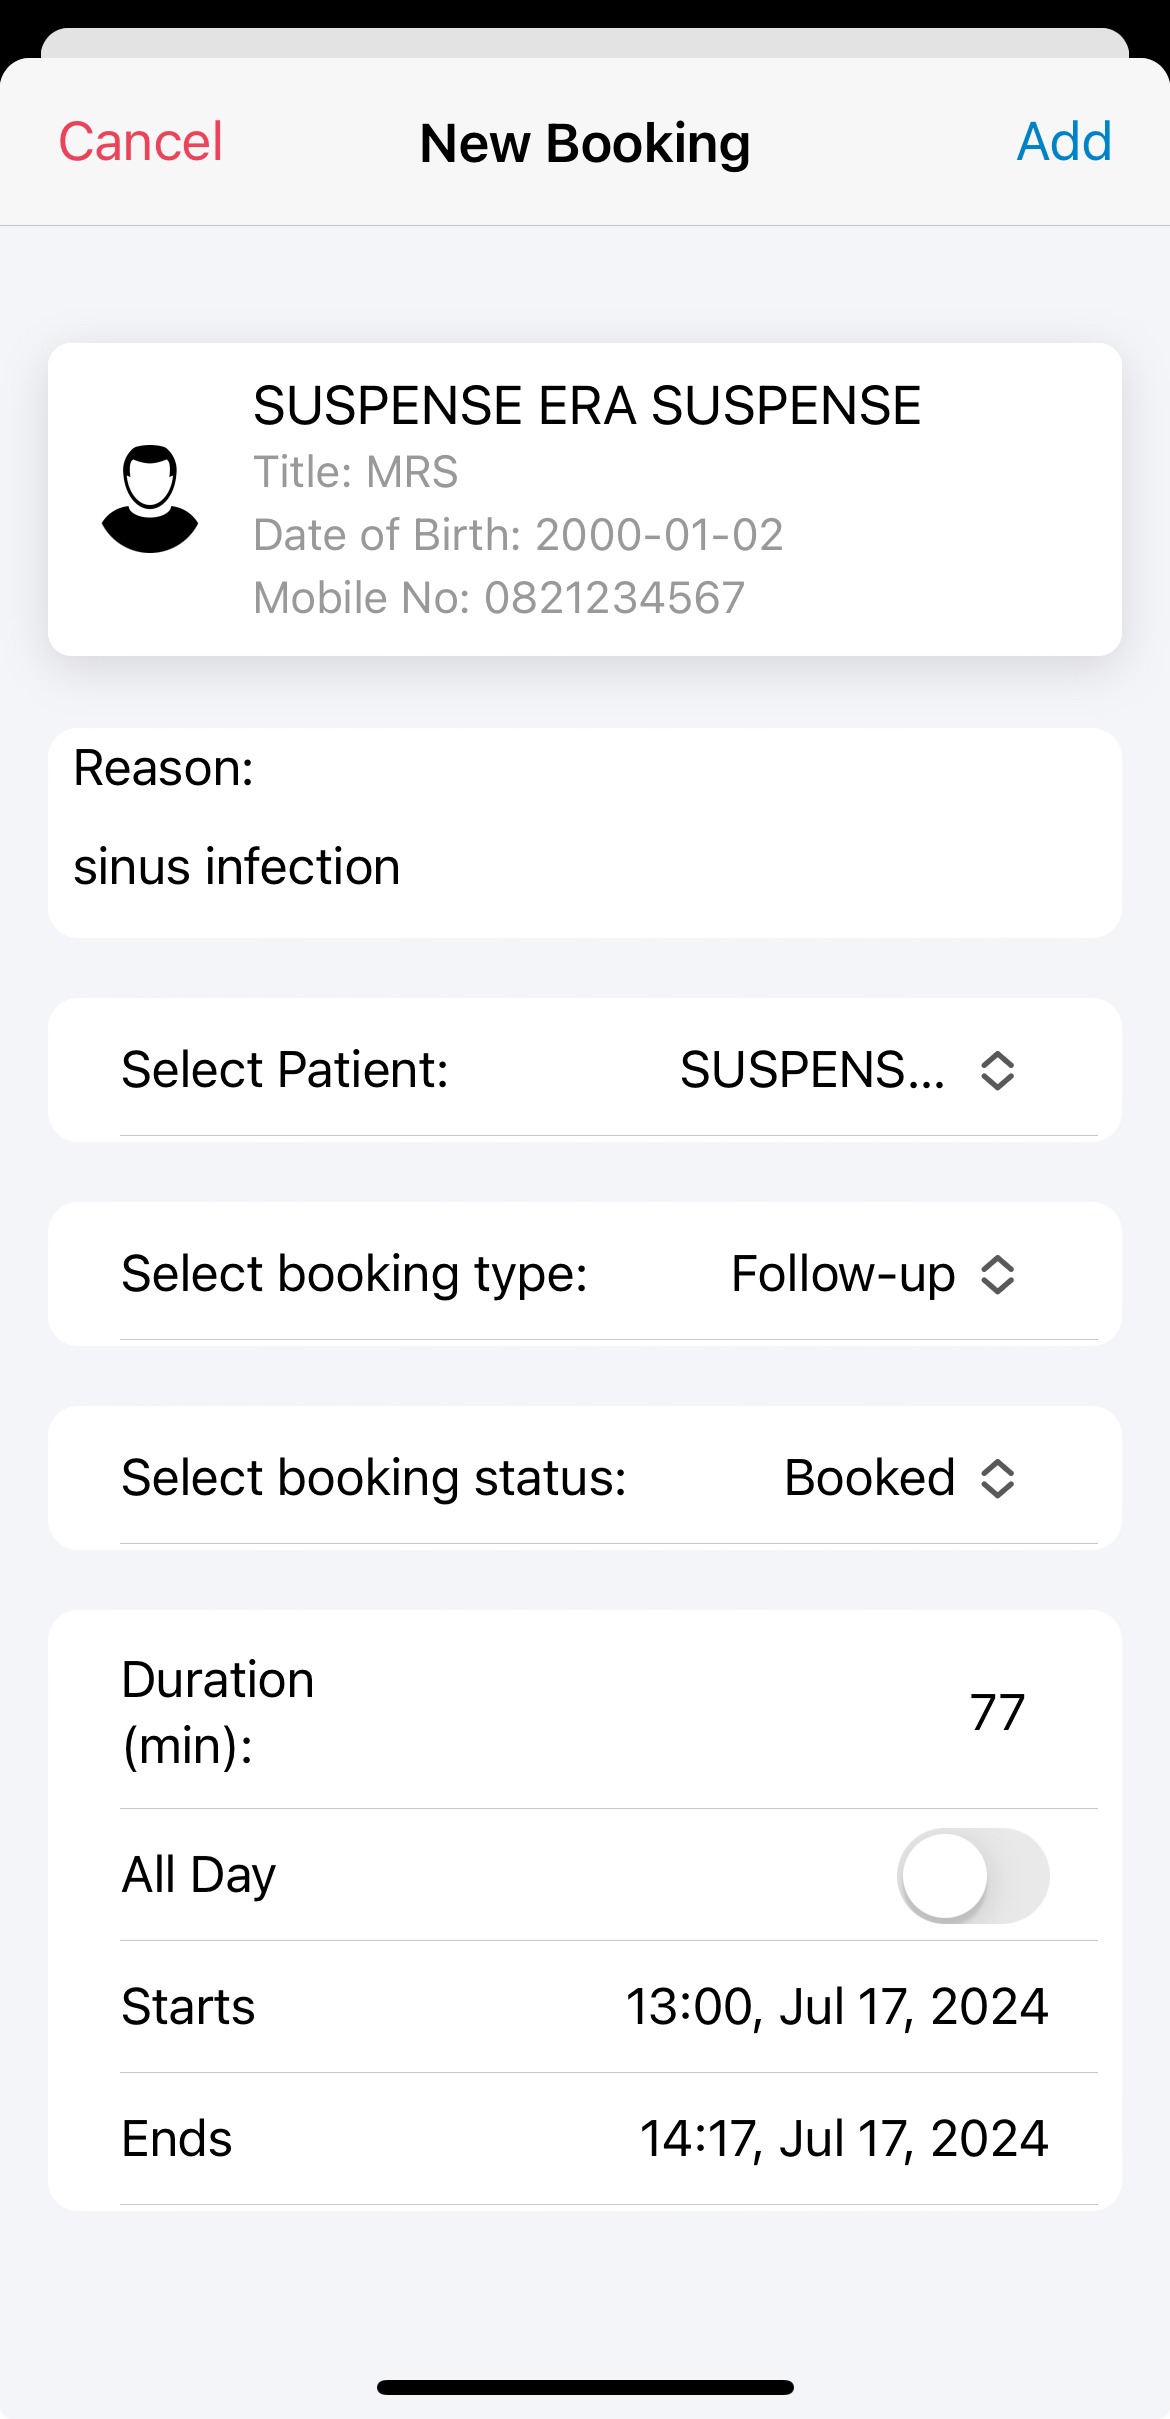 Cancel New Booking Add
SUSPENSE ERA SUSPENSE
Title: MRS
Date of Birth: 2000-01-02
Mobile No: 0821234567
Reason:
sinus infection
Select Patient: SUSPENS...
Select booking type: Follow-up
Select booking status: Booked
Duration
(min): 77
All Day
Starts 13:00, Jul 17, 2024
Ends 14:17, Jul 17, 2024